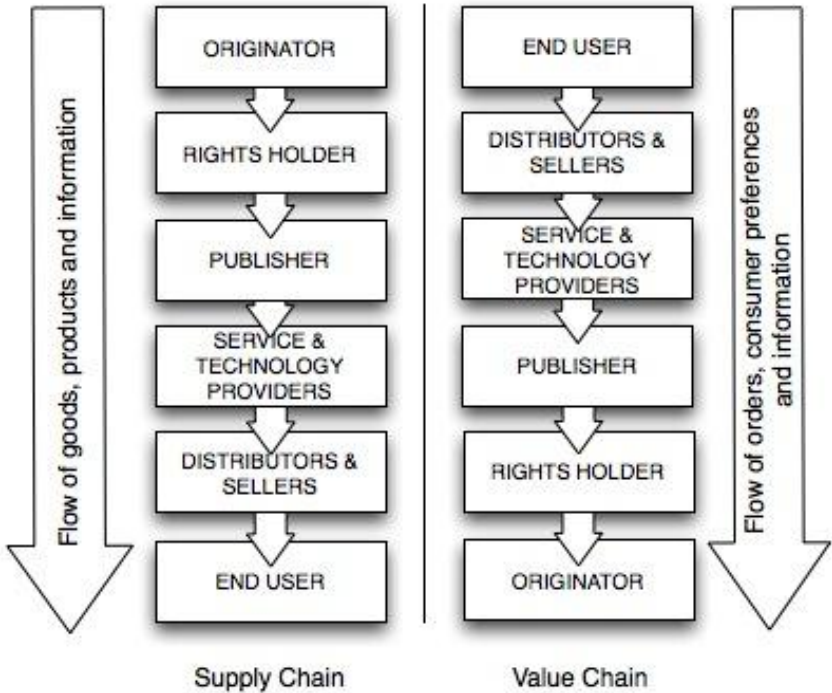 Flow of goods, products and information
ORIGINATOR
RIGHTS HOLDER
PUBLISHER
SERVICE &
TECHNOLOGY
PROVIDERS
DISTRIBUTORS &
SELLERS
END USER
Supply Chain
END USER
DISTRIBUTORS &
SELLERS
SERVICE &
TECHNOLOGY
PROVIDERS
PUBLISHER
RIGHTS HOLDER
ORIGINATOR
Value Chain
Flow of orders, consumer preferences
and information